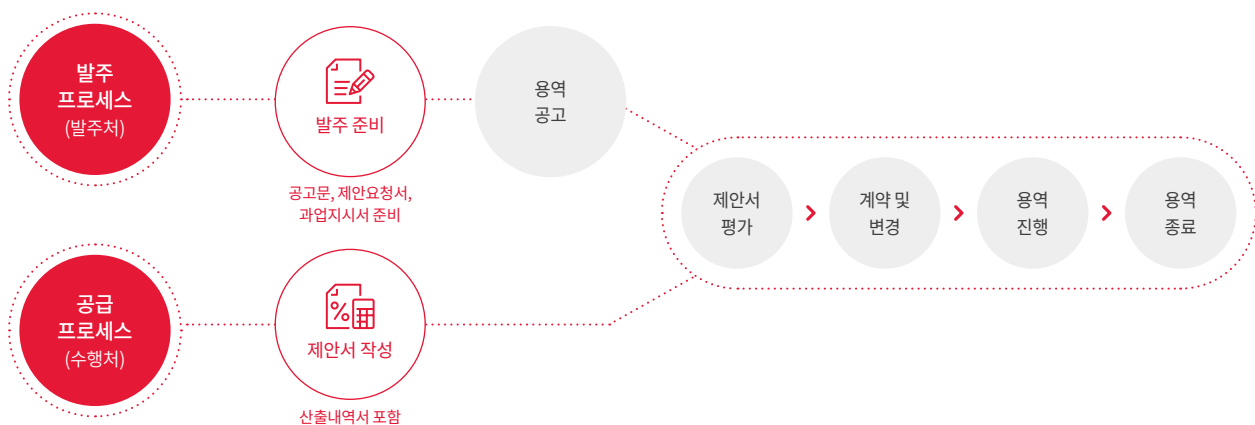 발주
프로세스
(발주처)
발주 준비
공고문, 제안요청서,
과업지시서 준비
용역
공고
공급
프로세스
(수행처)
제안서 작성
산출내역서 포함
제안서
평가
계약 및
변경
용역
진행
용역
종료